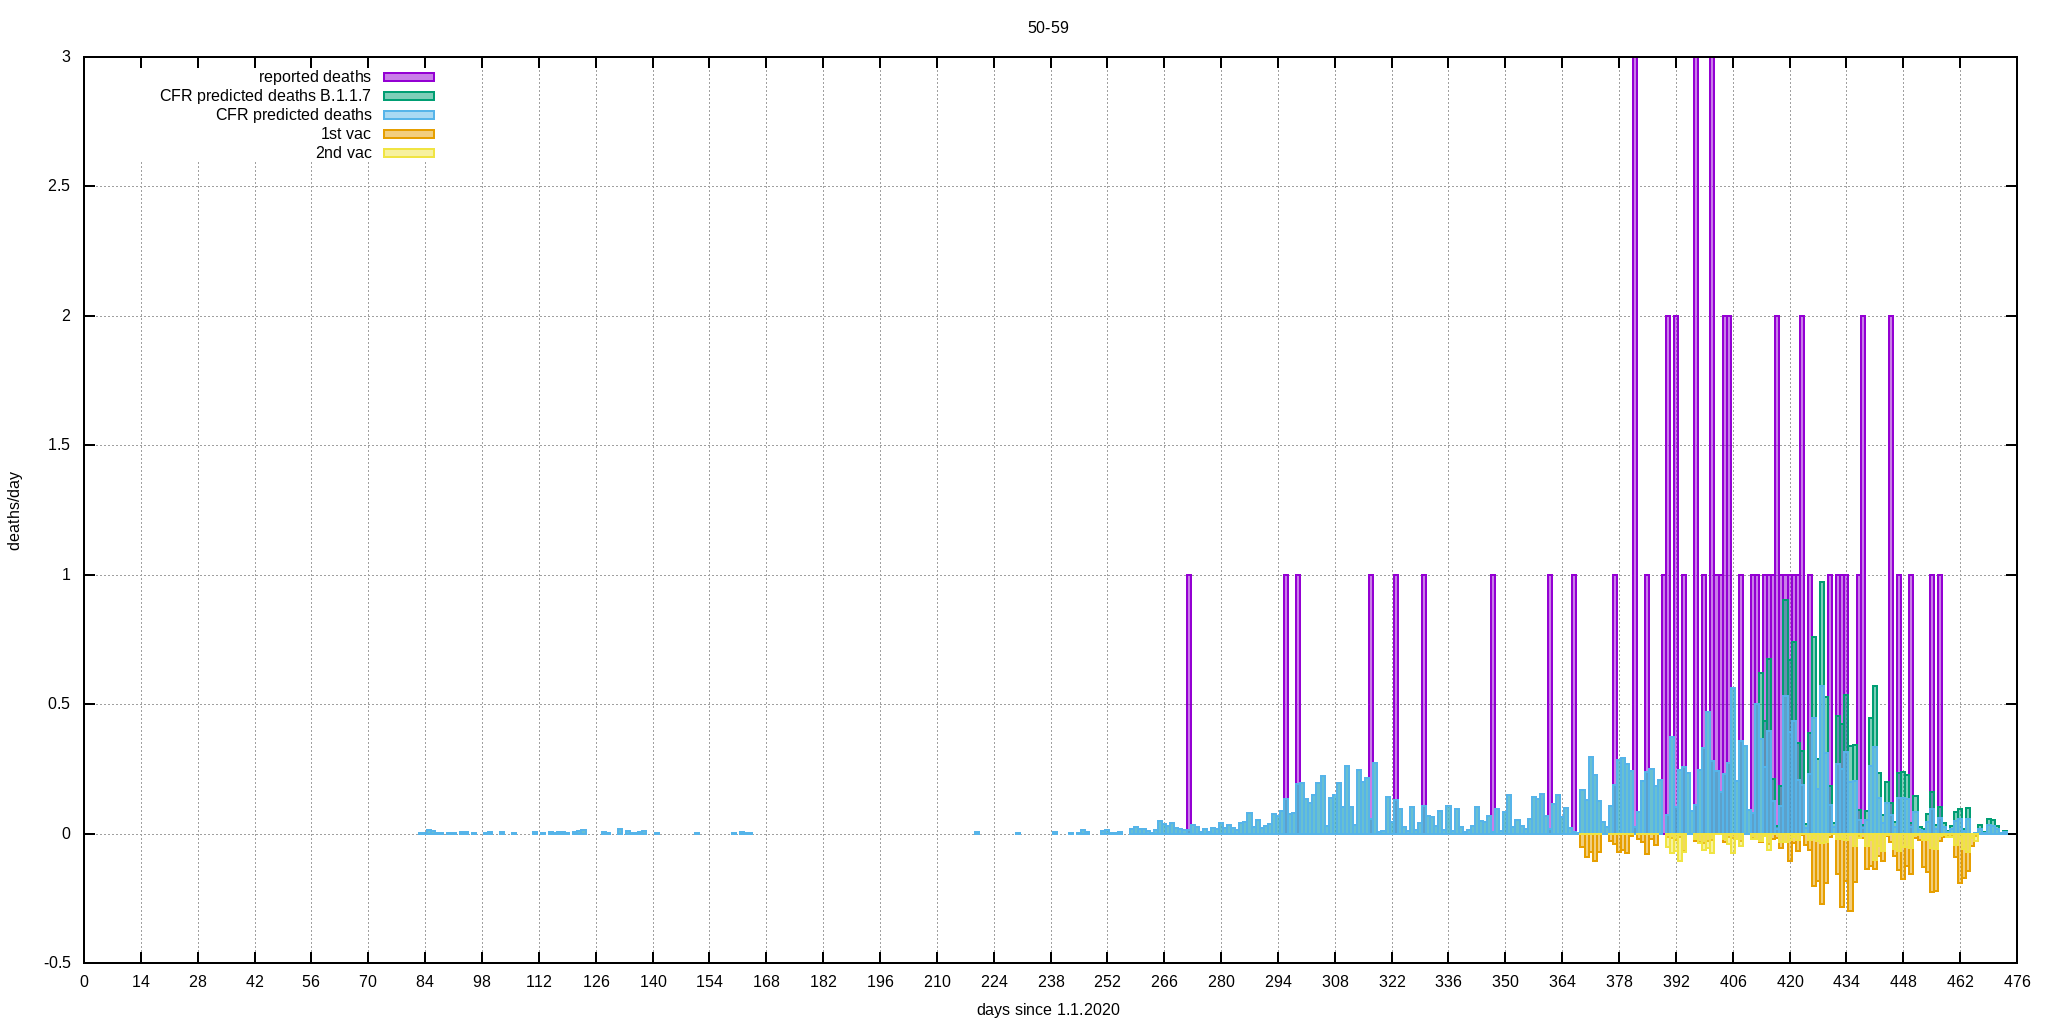 50-59
reported deaths
CFR predicted deaths B.1.1.7
CFR predicted deaths
1st vac
2nd vac
3
2.5
2
1.5
1
0.5
0
-0.5
deaths/day
0 14 28 42 56 70 84 98 112 126 140 154 168 182 196 210 224 238 252 266 280 294 308 322 336 350 364 378 392 406 420 434 448 462 476
days since 1.1.2020